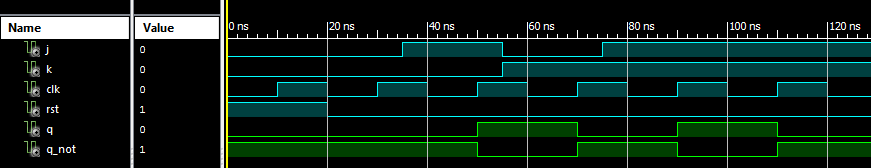 Name Value 0 ns 20 ns 40 ns 60 ns 80 ns 100 ns 120 ns
j 0
k 0
clk 0
rst 1
q 0
q_not 1